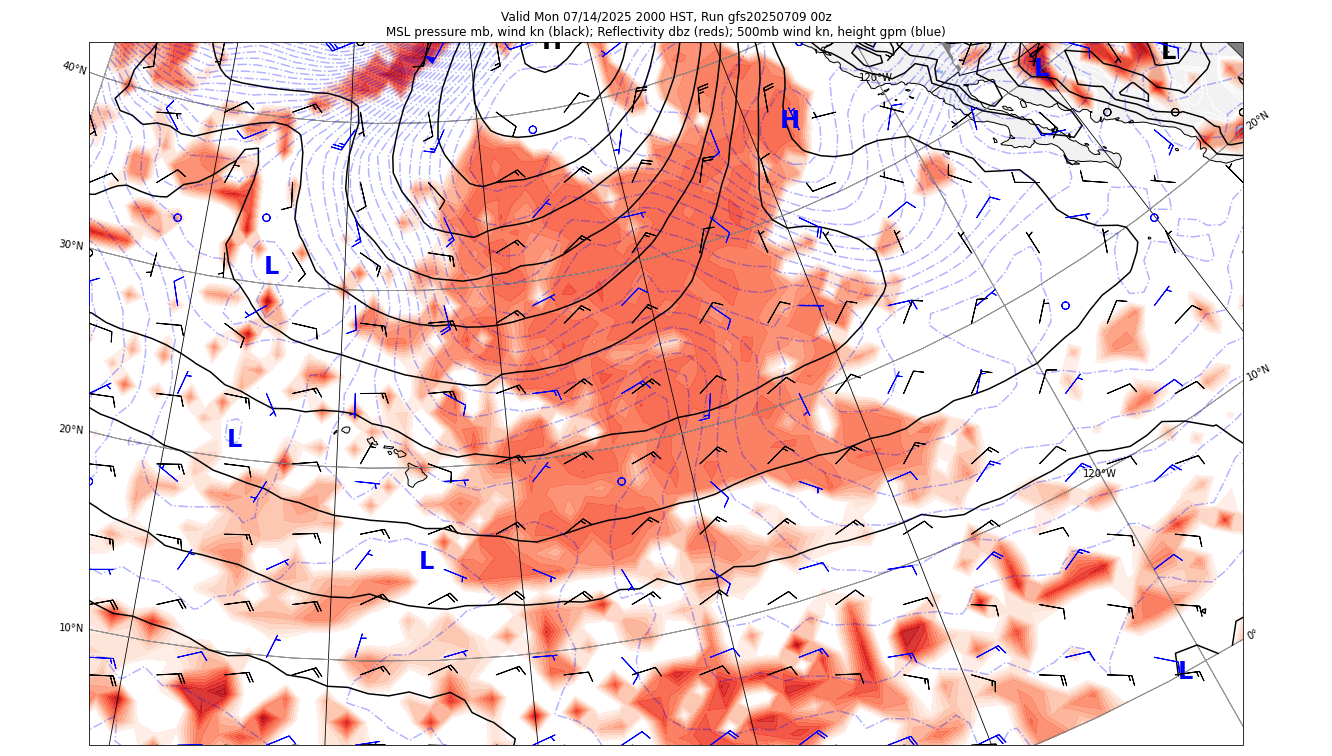 Valid Mon 07/14/2025 2000 HST, Run gfs20250709 00z
MSL pressure mb, wind kn (black); Reflectivity dbz (reds); 500mb wind kn, height gpm (blue)
H
L
L
40°N
120°W
H
20°N
30°N
L
10°N
20°N
L
120°W
L
10°N
0°
L